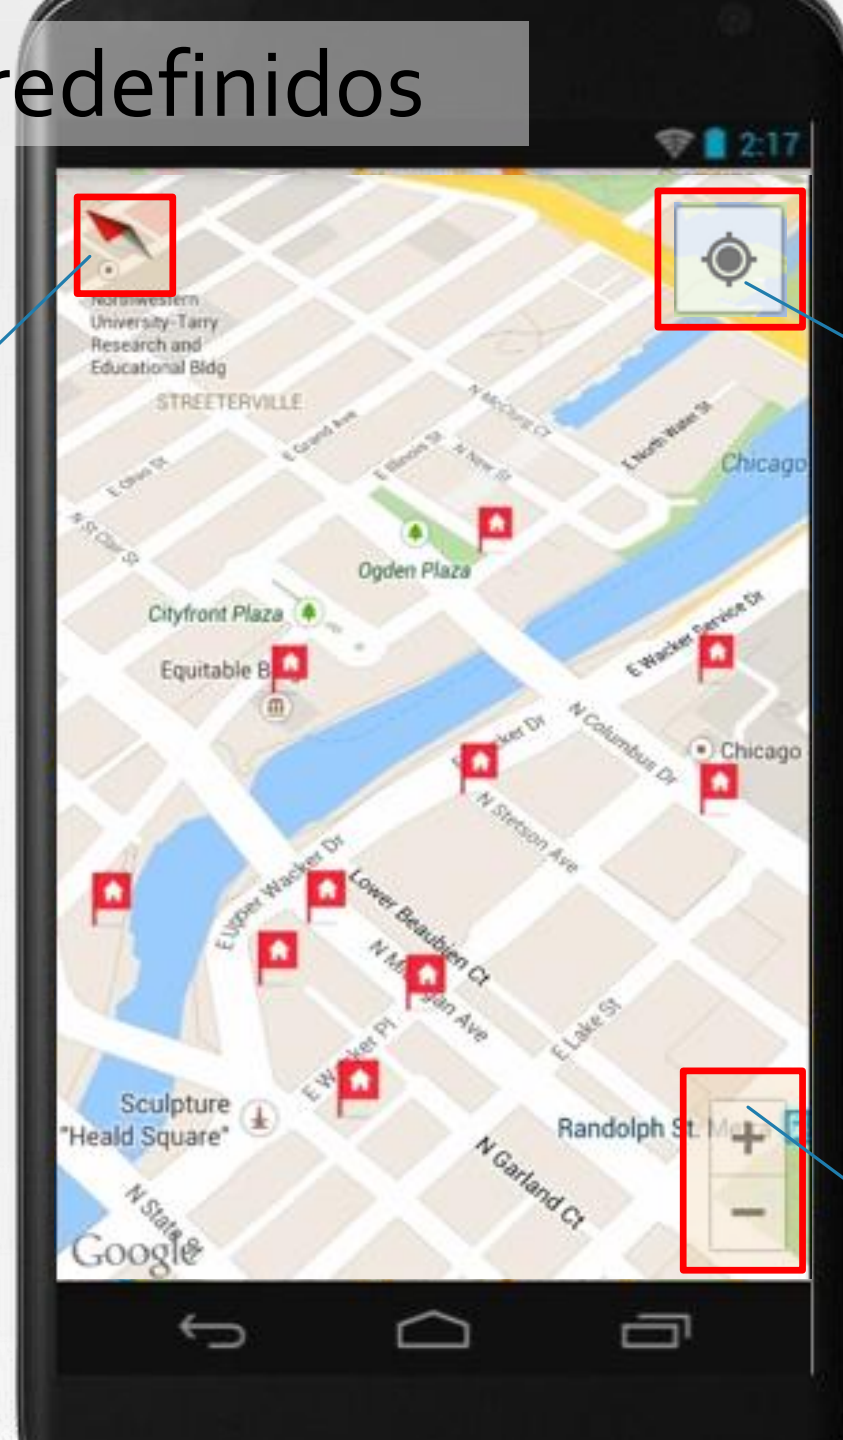 redefinidos
2:17
Northwestern
University-Tarry
Research and
Educational Bldg
STREETERVILLE
N McClurg Ct
E Grand Ave
E North Water St
E Illinois St
N New St
Chicago
E Ohio St
N St Clair St
Ogden Plaza
E Wacker Service Dr
Cityfront Plaza
Equitable B
N Columbus Dr
Chicago
N Stetson Ave
E Upper Wacker Dr
Lower Beaubien Ct
E Lake St
Sculpture
"Heald Square"
Randolph St
N Garland Ct
N State St
Google
+
−